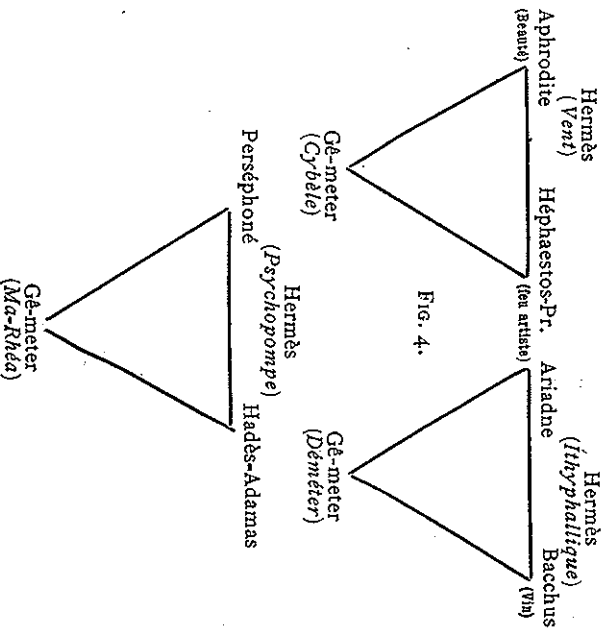 Hermès
(Vent)
Aphrodite Héphaestos-Pr.
(Beauté) (feu artiste)
Gê-meter
(Cybèle)
Hermès
(Íthyphallique)
Ariadne Bacchus
(Vin)
Gê-meter
(Déméter)
FIG. 4.
Hermès
(Psychopompe)
Perséphoné Hadès-Adamas
Gê-meter
(Ma-Rhéa)